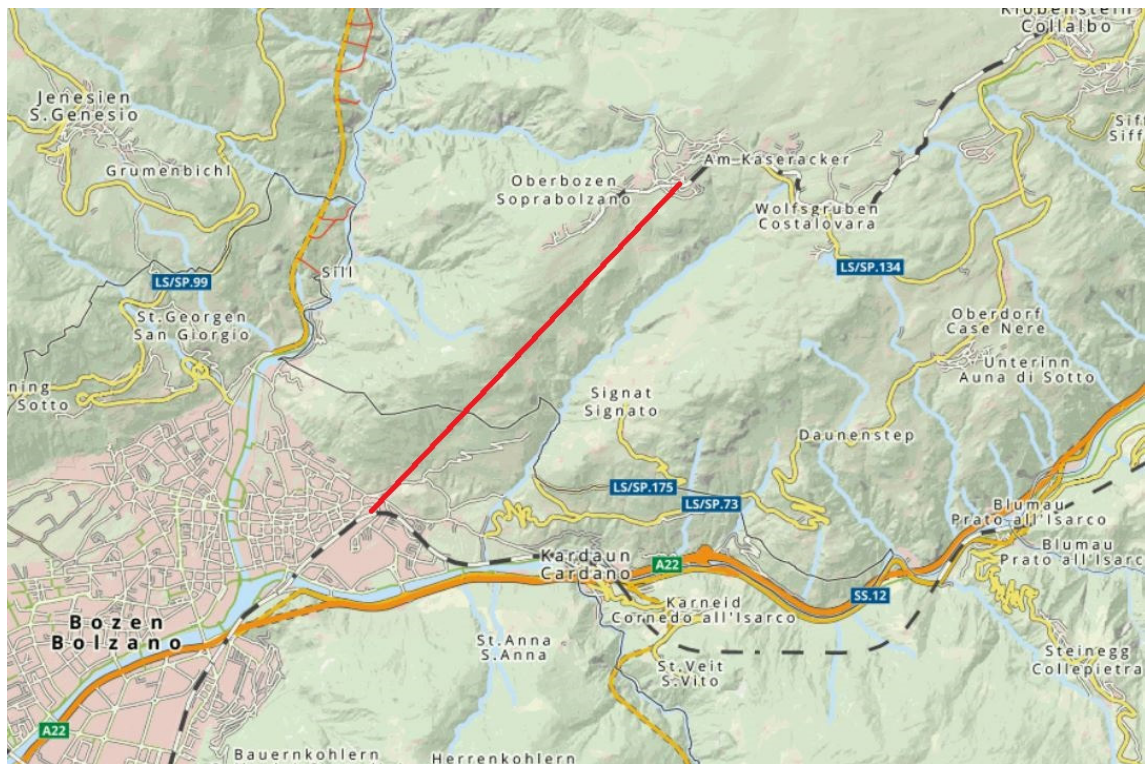 Klobenstein
Collalbo
Jenesien
S.Genesio
Grumenbichl
Am Kaseracker
Oberbozen
Soprabolzano
Wolfsgruben
Costalovara
Sill
LS/SP.99
LS/SP.134
St.Georgen
San Giorgio
Oberdorf
Case Nere
Unterinn
Auna di Sotto
ning
Sotto
Signat
Signato
Daunenstep
LS/SP.175
LS/SP.73
Blumau
Prato all'Isarco
Blumau
Prato all'Isarc
Kardaun
Cardano
A22
SS.12
Karneid
Cornedo all'Isarco
Bozen
Bolzano
St.Anna
S.Anna
St.Veit
S.Vito
Steinegg
Collepietra
A22
Bauernkohlern
Herrenkohlern